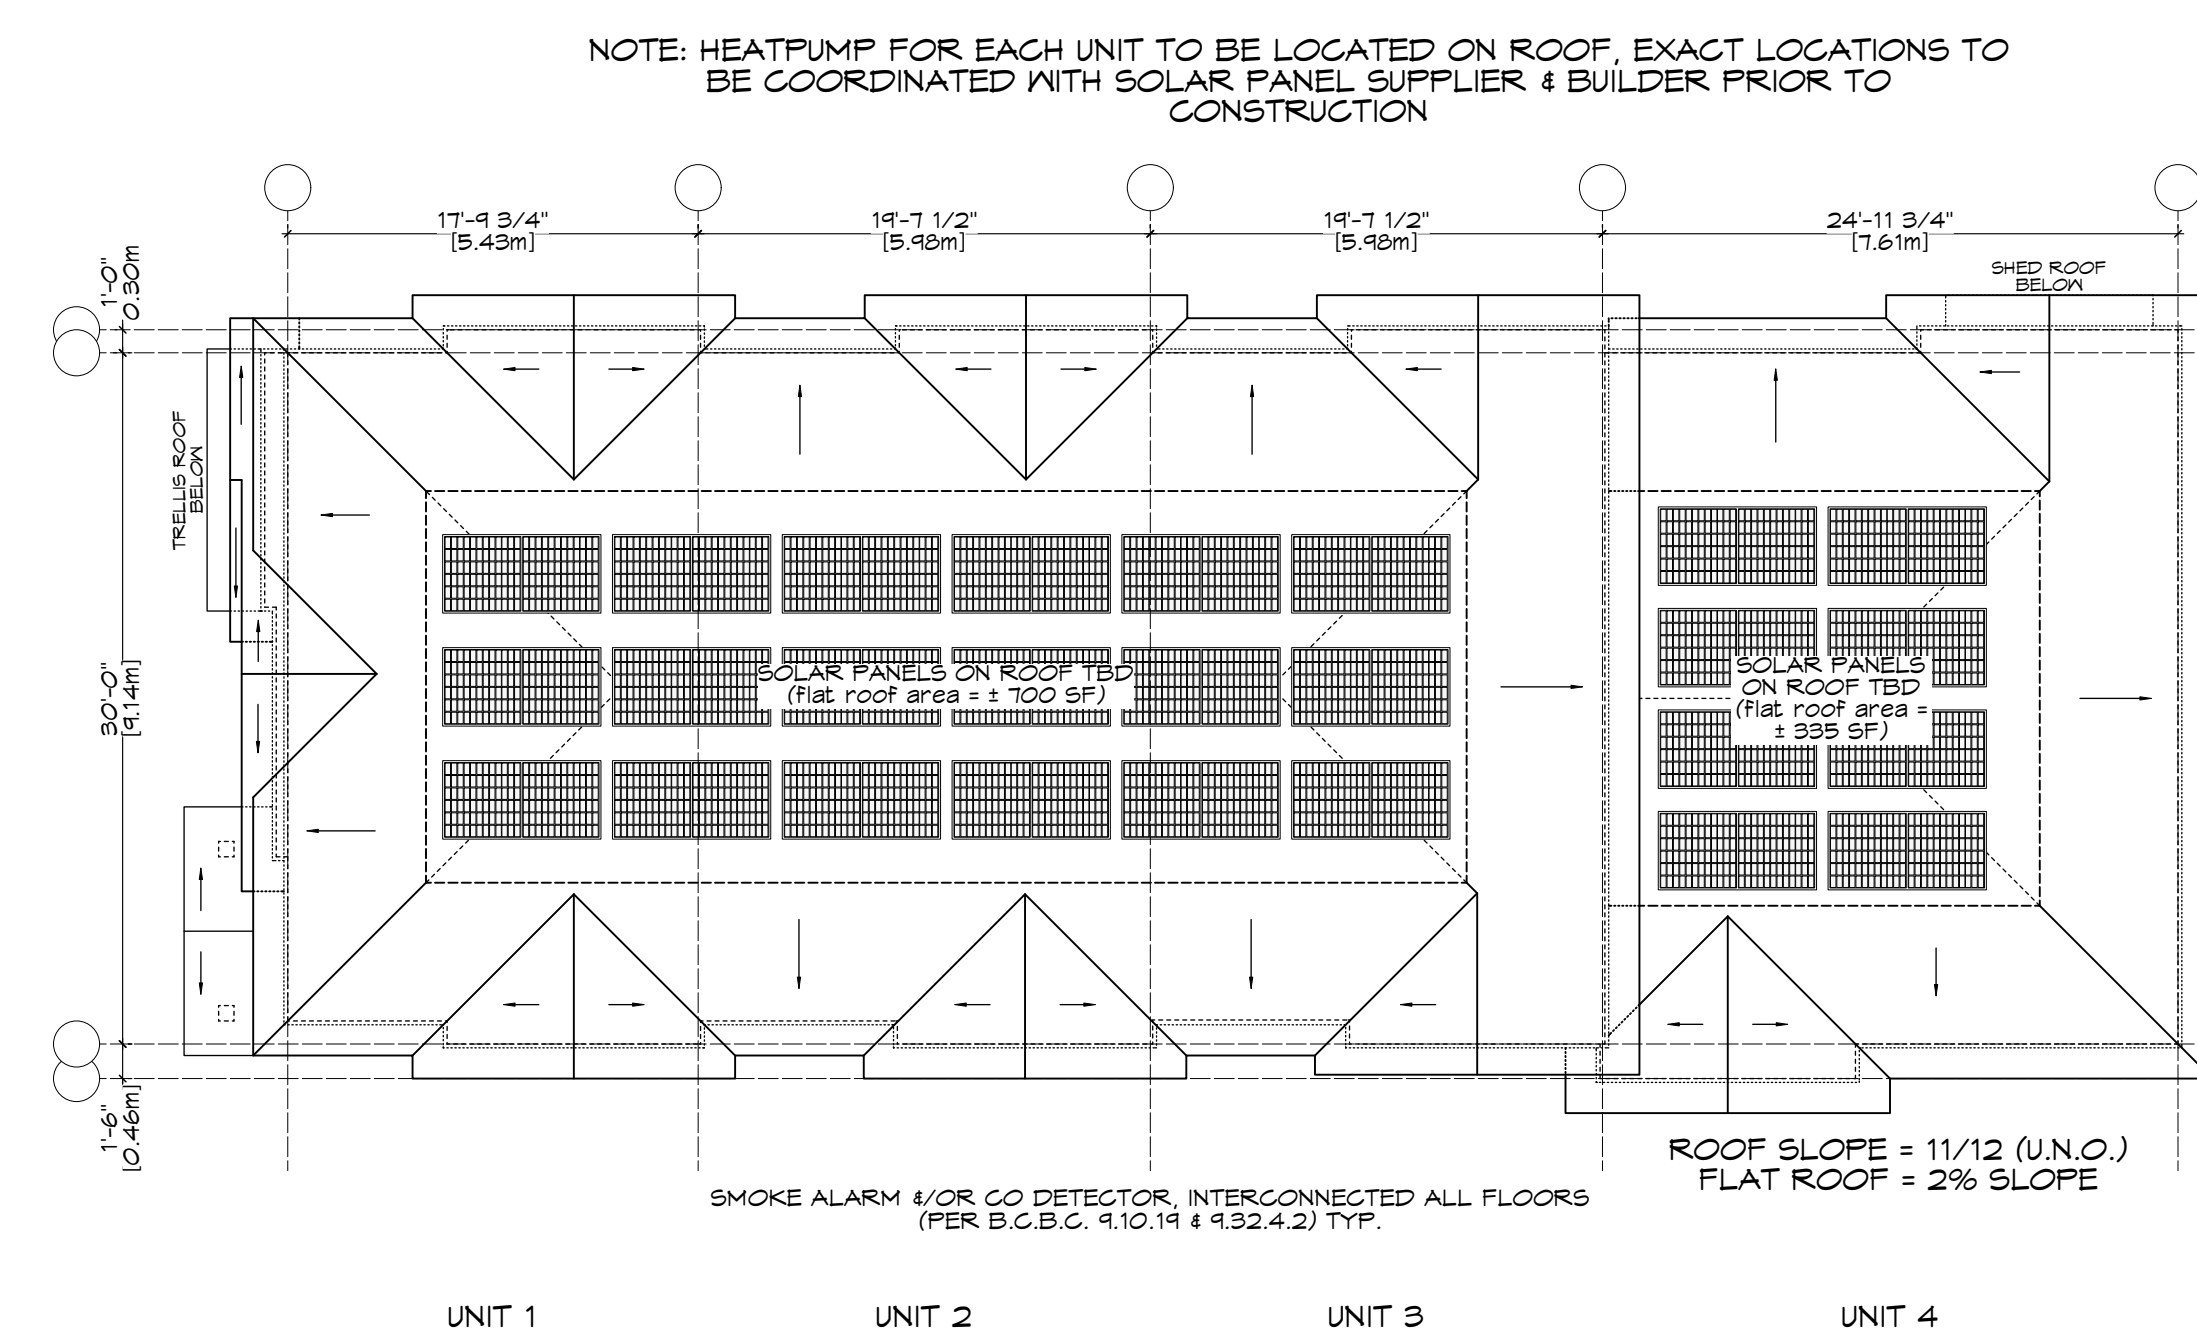 NOTE: HEATPUMP FOR EACH UNIT TO BE LOCATED ON ROOF, EXACT LOCATIONS TO
BE COORDINATED WITH SOLAR PANEL SUPPLIER & BUILDER PRIOR TO
CONSTRUCTION
17'-9 3/4"
[5.43m]
19'-7 1/2"
[5.98m]
19'-7 1/2"
[5.98m]
24'-11 3/4"
[7.61m]
1'-0"
0.30m
SHED ROOF
BELOW
TRELLIS ROOF
BELOW
30'-0"
[9.14m]
SOLAR PANELS ON ROOF TBD
(flat roof area = ± 700 SF)
SOLAR PANELS
ON ROOF TBD
(flat roof area =
± 335 SF)
1'-6"
[0.46m]
ROOF SLOPE = 11/12 (U.N.O.)
FLAT ROOF = 2% SLOPE
SMOKE ALARM &/OR CO DETECTOR, INTERCONNECTED ALL FLOORS
(PER B.C.B.C. 9.10.19 & 9.32.4.2) TYP.
UNIT 1
UNIT 2
UNIT 3
UNIT 4